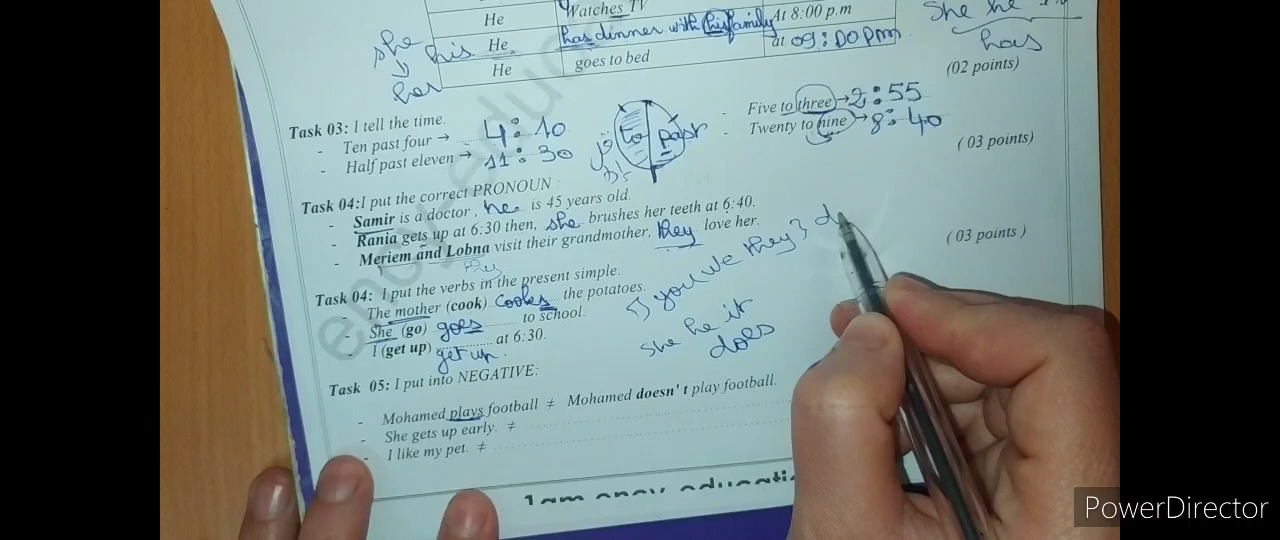 He Watches TV At 8:00 p.m
she his He has dinner with his family at 09:00 pm
her He goes to bed
She he
has
(02 points)
Task 03: I tell the time.
- Ten past four → 4:10
- Half past eleven → 11:30
to past
- Five to three → 2:55
- Twenty to nine → 8:40
( 03 points)
Task 04:I put the correct PRONOUN :
- Samir is a doctor , he is 45 years old.
- Rania gets up at 6:30 then, she brushes her teeth at 6:40.
- Meriem and Lobna visit their grandmother, they love her.
they
( 03 points )
Task 04: I put the verbs in the present simple.
- The mother (cook) cookes the potatoes.
- She (go) goes to school.
- I (get up) ............ at 6:30.
get up.
I you we they } d
she he it
does
Task 05: I put into NEGATIVE:
- Mohamed plays football ≠ Mohamed doesn't play football.
- She gets up early. ≠
- I like my pet. ≠
PowerDirector